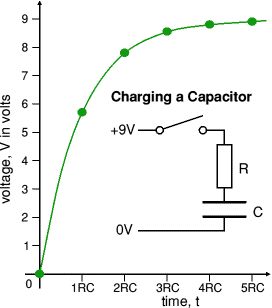 voltage, V in volts
9
8
7
6
5
4
3
2
1
0
Charging a Capacitor
+9V
R
C
0V
1RC 2RC 3RC 4RC 5RC
time, t